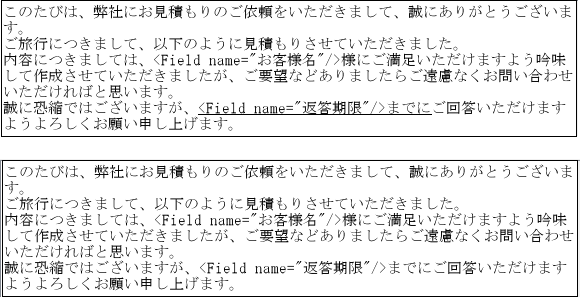 このたびは、弊社にお見積もりのご依頼をいただきまして、誠にありがとうございま
す。
ご旅行につきまして、以下のように見積もりさせていただきました。
内容につきましては、<Field name="お客様名"/>様にご満足いただけますよう吟味
して作成させていただきましたが、ご要望などありましたらご遠慮なくお問い合わせ
いただければと思います。
誠に恐縮ではございますが、<Field name="返答期限"/>までにご回答いただけます
ようよろしくお願い申し上げます。
このたびは、弊社にお見積もりのご依頼をいただきまして、誠にありがとうございま
す。
ご旅行につきまして、以下のように見積もりさせていただきました。
内容につきましては、<Field name="お客様名"/>様にご満足いただけますよう吟味
して作成させていただきましたが、ご要望などありましたらご遠慮なくお問い合わせ
いただければと思います。
誠に恐縮ではございますが、<Field name="返答期限"/>までにご回答いただけます
ようよろしくお願い申し上げます。